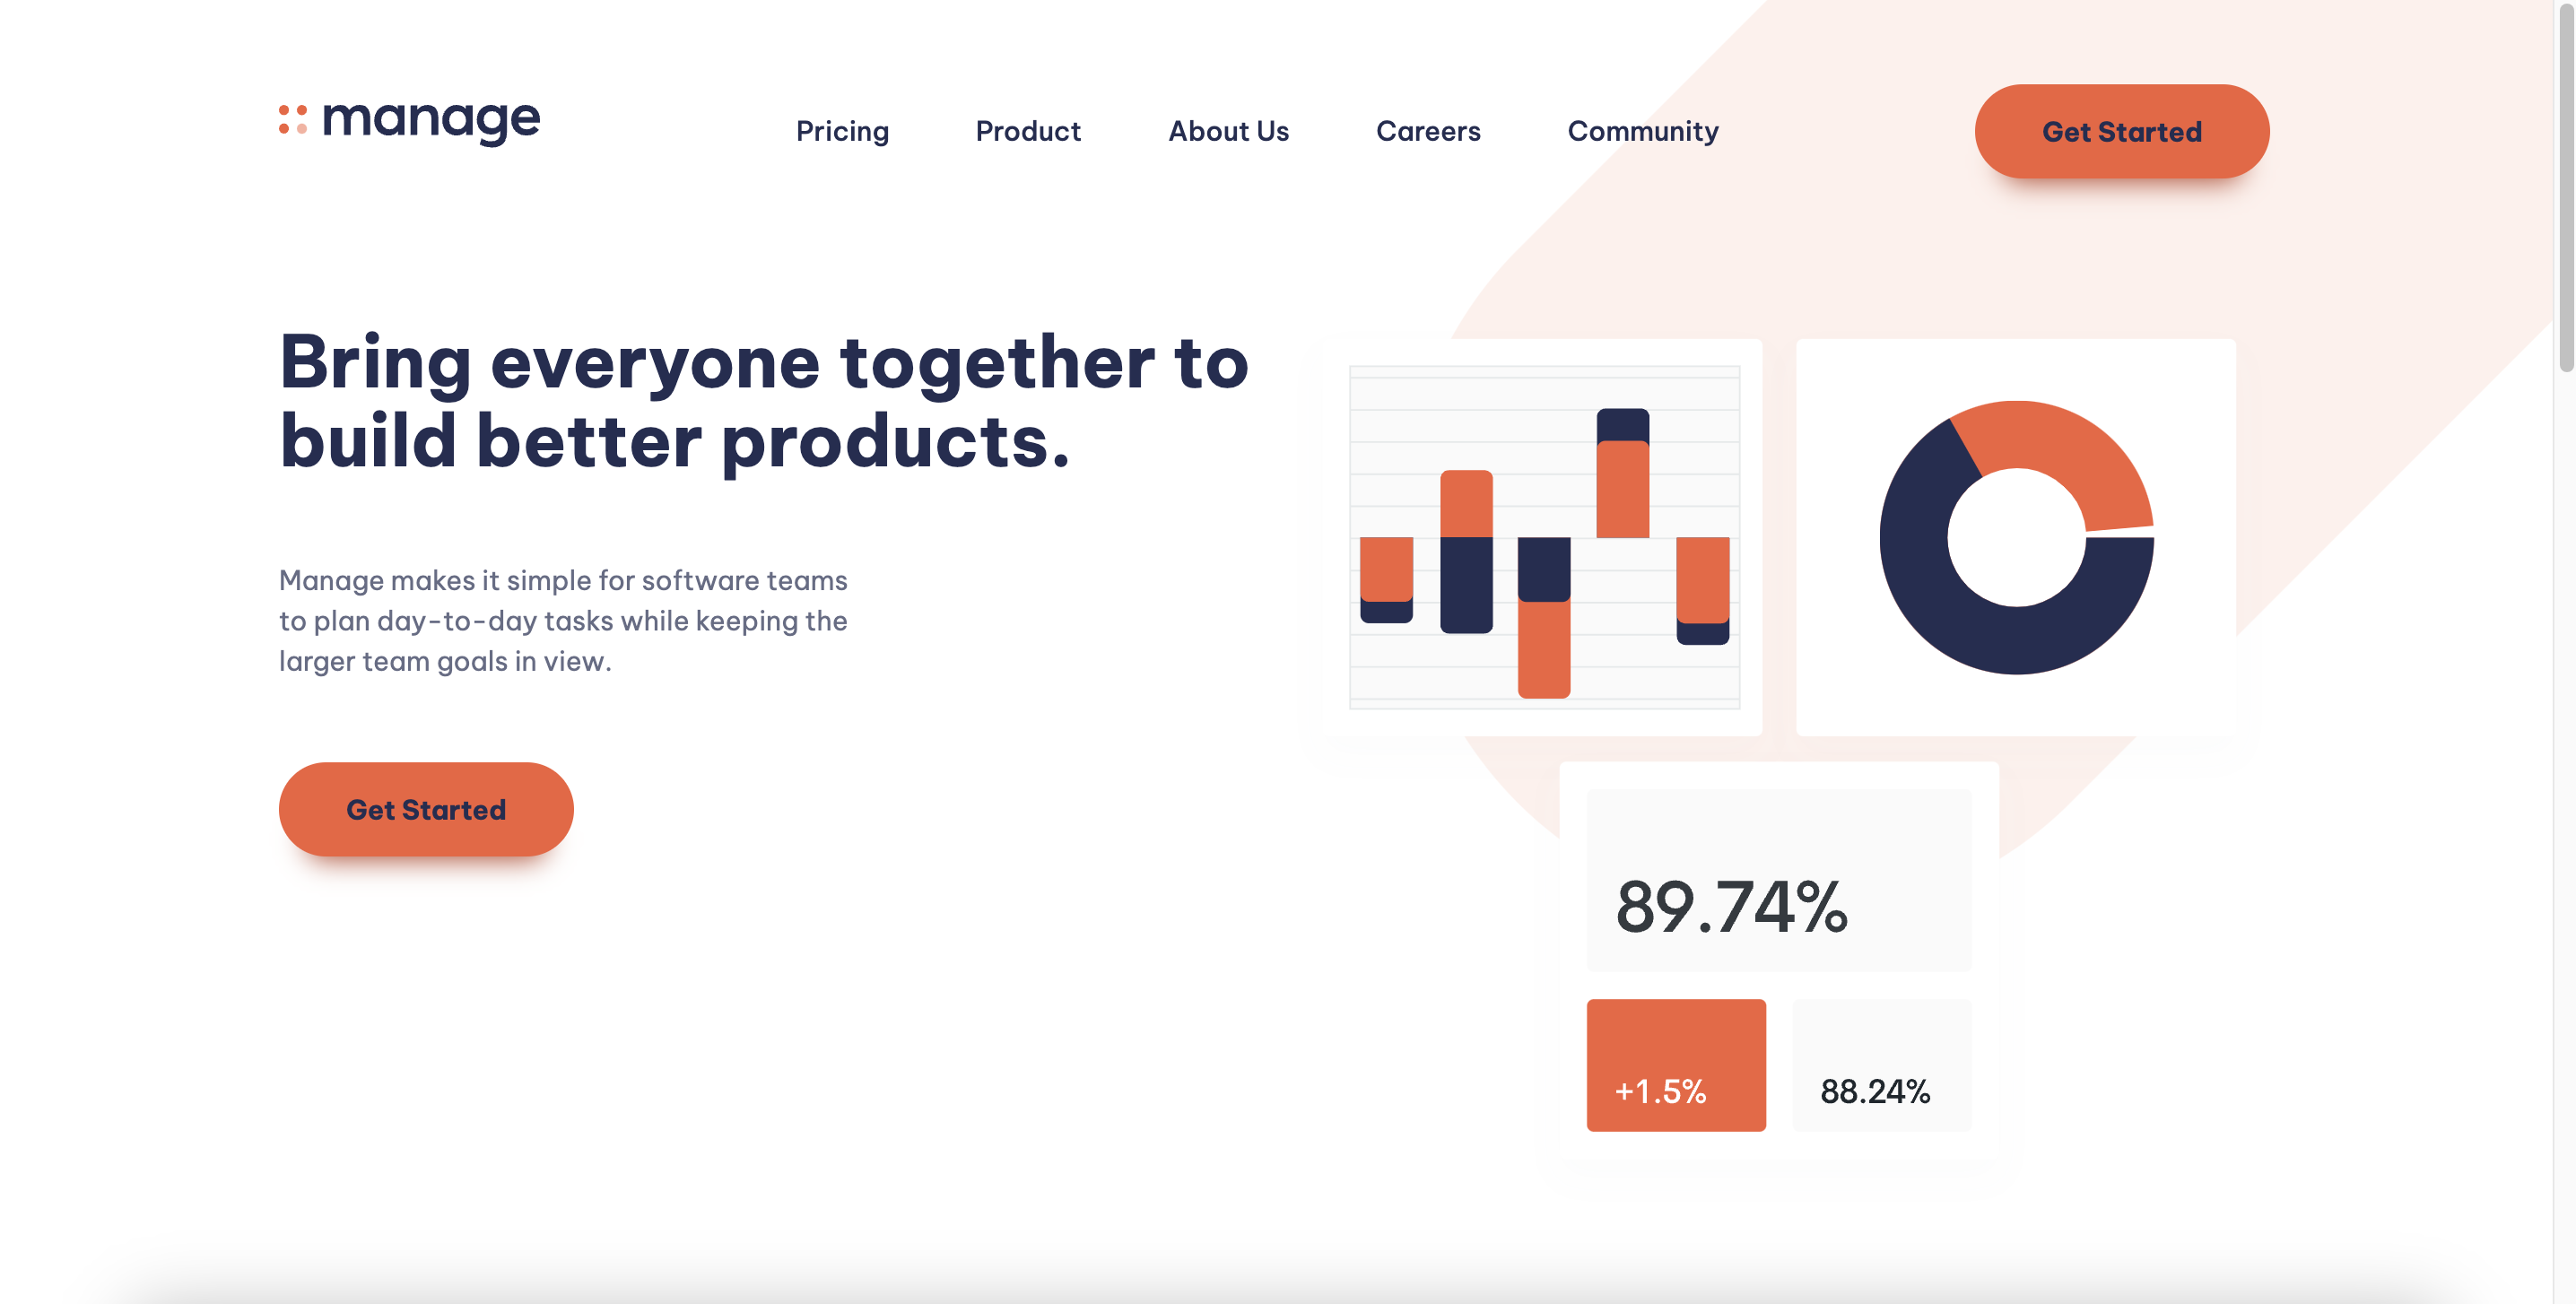 manage
Pricing
Product
About Us
Careers
Community
Get Started
Bring everyone together to
build better products.
Manage makes it simple for software teams
to plan day-to-day tasks while keeping the
larger team goals in view.
Get Started
89.74%
+1.5%
88.24%